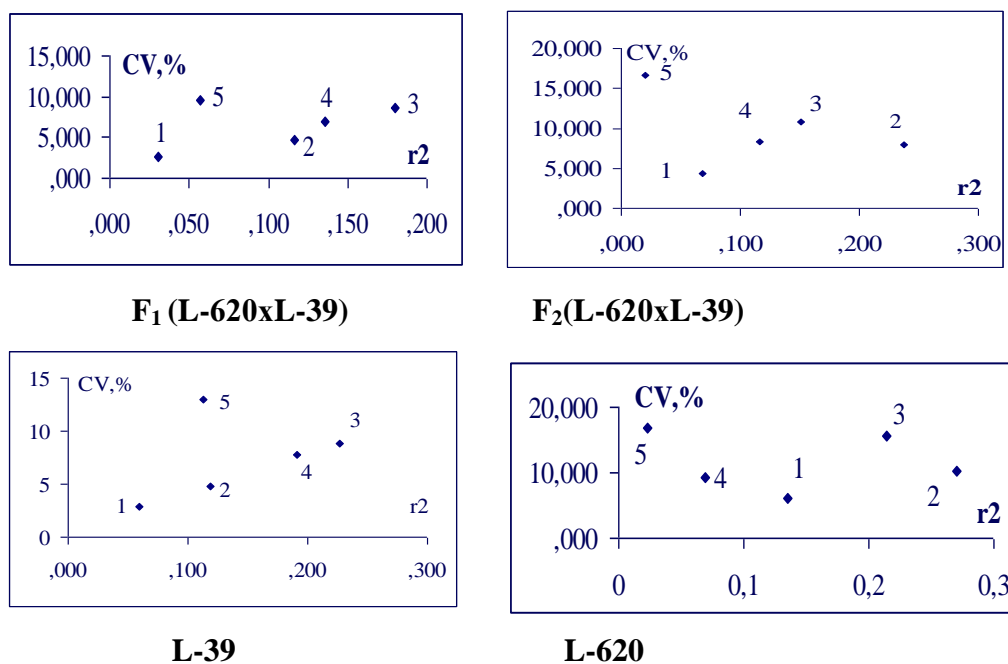 15,000
CV,%
10,000
5
4
3
5,000
1
2
r2
,000
,000 ,050 ,100 ,150 ,200
F1 (L-620xL-39)
20,000
CV,%
5
15,000
4
3
10,000
2
5,000
1
r2
,000
,000 ,100 ,200 ,300
F2(L-620xL-39)
15
CV,%
5
3
10
4
5
1
2
r2
0
,000 ,100 ,200 ,300
L-39
20,000
CV,%
3
5
1
10,000
4
2
r2
,000
0 0,1 0,2 0,3
L-620